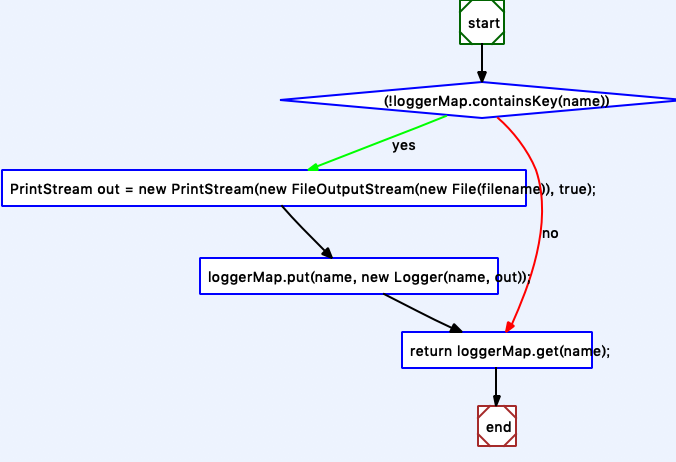 start
(!loggerMap.containsKey(name))
yes
PrintStream out = new PrintStream(new FileOutputStream(new File(filename)), true);
no
loggerMap.put(name, new Logger(name, out));
return loggerMap.get(name);
end